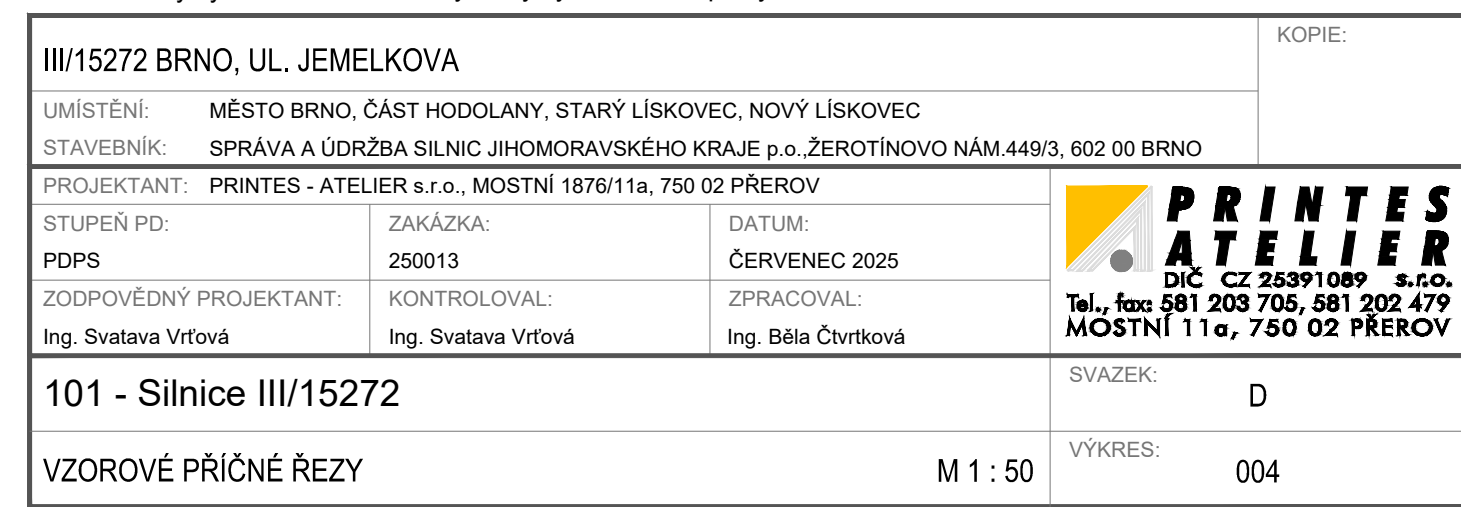 III/15272 BRNO, UL. JEMELKOVA
KOPIE:
UMÍSTĚNÍ: MĚSTO BRNO, ČÁST HODOLANY, STARÝ LÍSKOVEC, NOVÝ LÍSKOVEC
STAVEBNÍK: SPRÁVA A ÚDRŽBA SILNIC JIHOMORAVSKÉHO KRAJE p.o.,ŽEROTÍNOVO NÁM.449/3, 602 00 BRNO
PROJEKTANT: PRINTES - ATELIER s.r.o., MOSTNÍ 1876/11a, 750 02 PŘEROV
STUPEŇ PD: ZAKÁZKA: DATUM:
PDPS 250013 ČERVENEC 2025
ZODPOVĚDNÝ PROJEKTANT: KONTROLOVAL: ZPRACOVAL:
Ing. Svatava Vrťová Ing. Svatava Vrťová Ing. Běla Čtvrtková
PRINTES
ATELIER
DIČ CZ 25391089 s.r.o.
Tel., fax: 581 203 705, 581 202 479
MOSTNÍ 11a, 750 02 PŘEROV
101 - Silnice III/15272
SVAZEK:
D
VZOROVÉ PŘÍČNÉ ŘEZY M 1 : 50
VÝKRES:
004